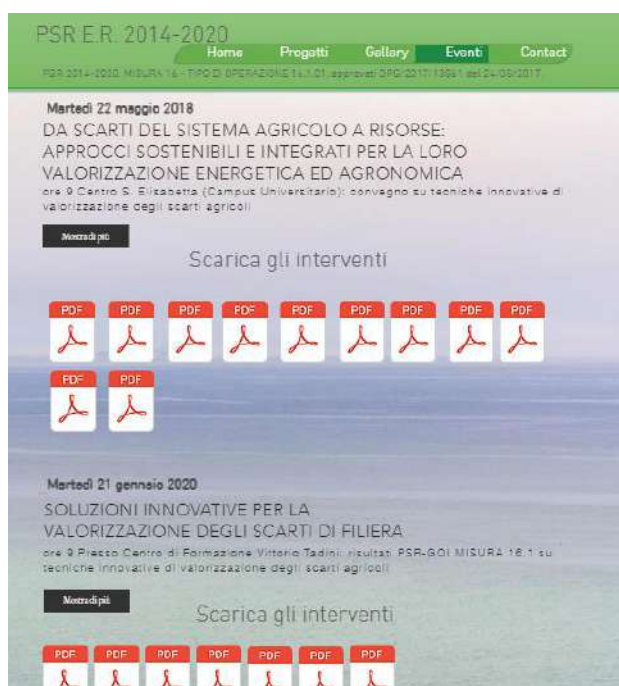 PSR E.R. 2014-2020
Home Progetti Gallery Eventi Contact
PSR 2014-2020, MISURA 16 - TIPO DI OPERAZIONE 16.1.01, approvati DPG/2017/ del 24/08/2017.
Martedì 22 maggio 2018
DA SCARTI DEL SISTEMA AGRICOLO A RISORSE:
APPROCCI SOSTENIBILI E INTEGRATI PER LA LORO
VALORIZZAZIONE ENERGETICA ED AGRONOMICA
ore 9 Centro S. Elisabetta (Campus Universitario): convegno su tecniche innovative di
valorizzazione degli scarti agricoli
Mostra di più
Scarica gli interventi
PDF PDF PDF PDF PDF PDF PDF PDF PDF
PDF PDF
Martedì 21 gennaio 2020
SOLUZIONI INNOVATIVE PER LA
VALORIZZAZIONE DEGLI SCARTI DI FILIERA
ore 9 Presso Centro di Formazione Vittorio Tadini: risultati PSR-GOI MISURA 16.1 su
tecniche innovative di valorizzazione degli scarti agricoli
Mostra di più
Scarica gli interventi
PDF PDF PDF PDF PDF PDF PDF